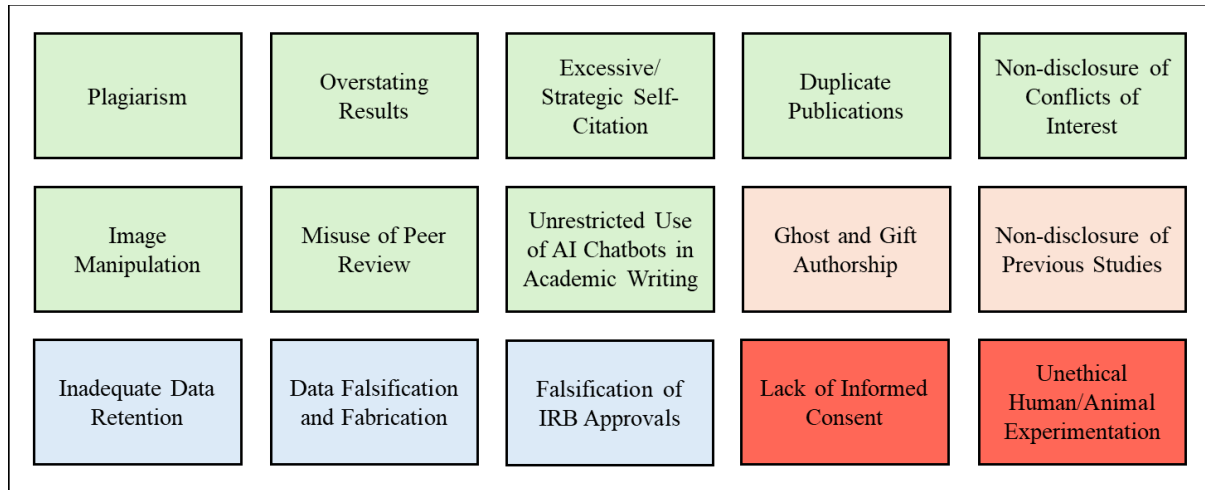 Plagiarism
Overstating
Results
Excessive/
Strategic Self-
Citation
Duplicate
Publications
Non-disclosure of
Conflicts of
Interest
Image
Manipulation
Misuse of Peer
Review
Unrestricted Use
of AI Chatbots in
Academic Writing
Ghost and Gift
Authorship
Non-disclosure of
Previous Studies
Inadequate Data
Retention
Data Falsification
and Fabrication
Falsification of
IRB Approvals
Lack of Informed
Consent
Unethical
Human/Animal
Experimentation